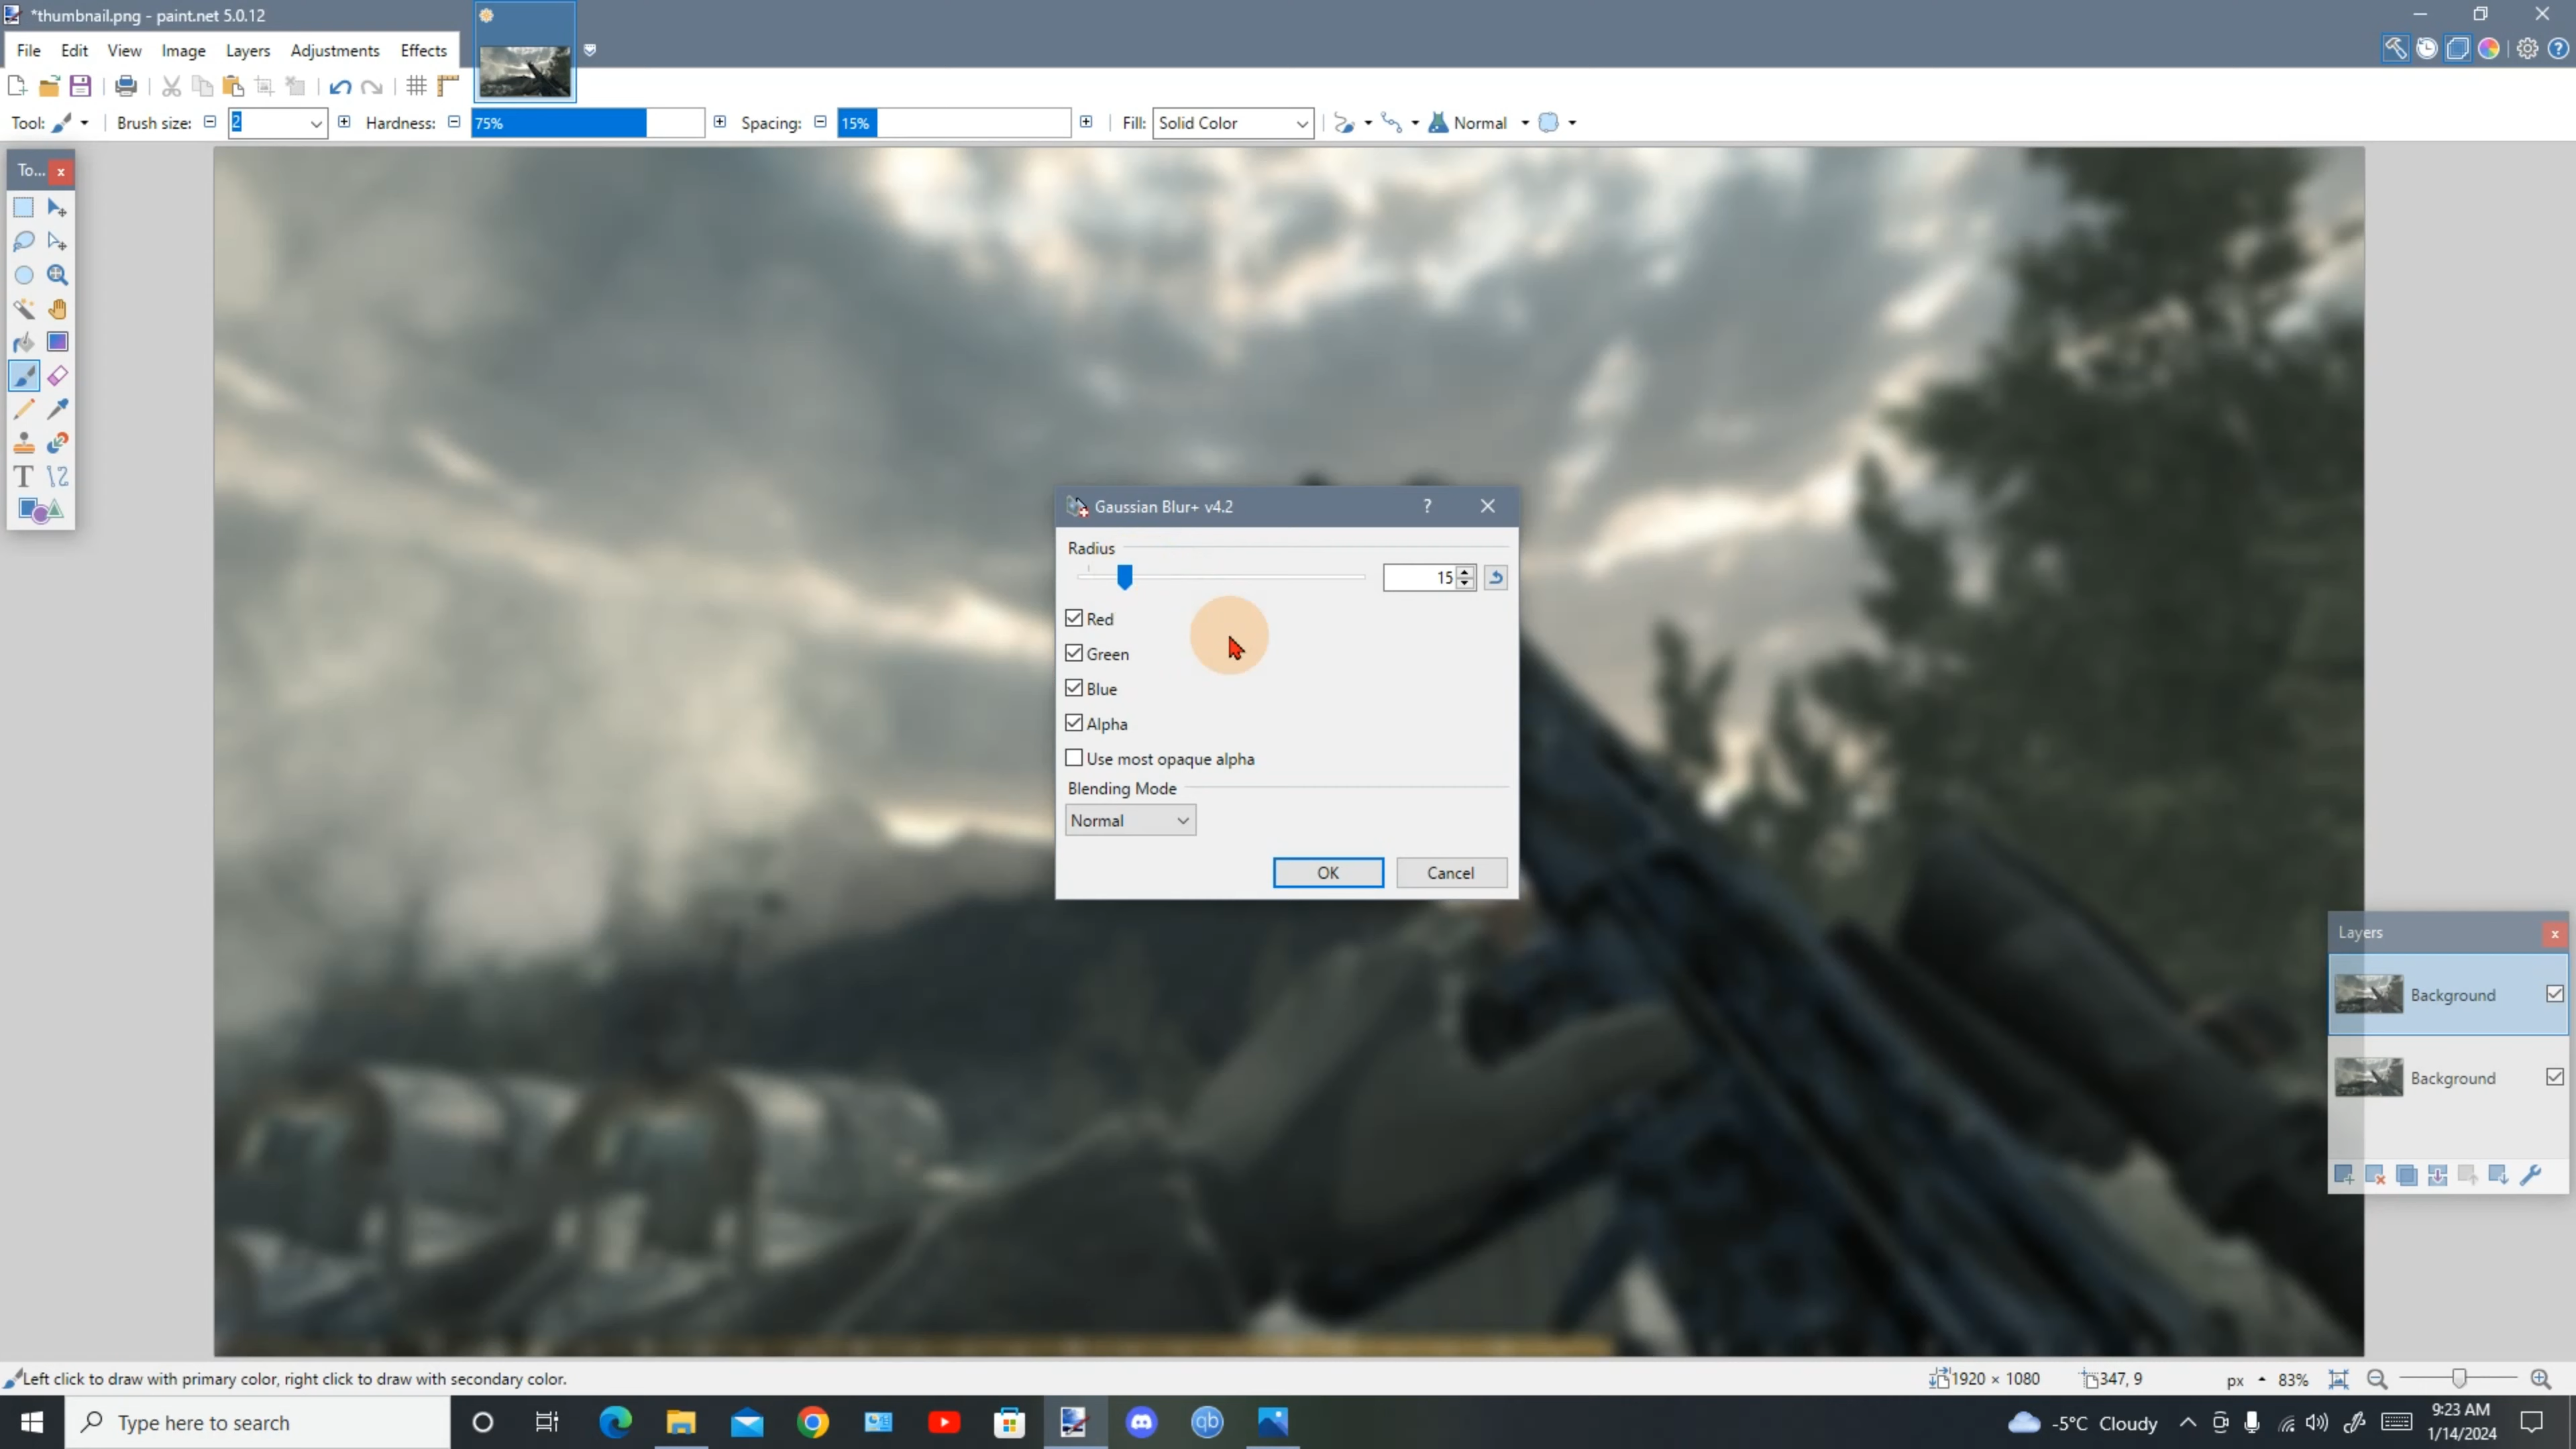 *thumbnail.png - paint.net 5.0.12
File Edit View Image Layers Adjustments Effects
Tool: Brush size: 2 Hardness: 75% Spacing: 15% Fill: Solid Color Normal
To...
Gaussian Blur+ v4.2
Radius
15
Red
Green
Blue
Alpha
Use most opaque alpha
Blending Mode
Normal
OK Cancel
Layers
Background
Background
Left click to draw with primary color, right click to draw with secondary color.
1920 × 1080 347, 9 px 83%
Type here to search
qb
-5°C Cloudy
9:23 AM
1/14/2024